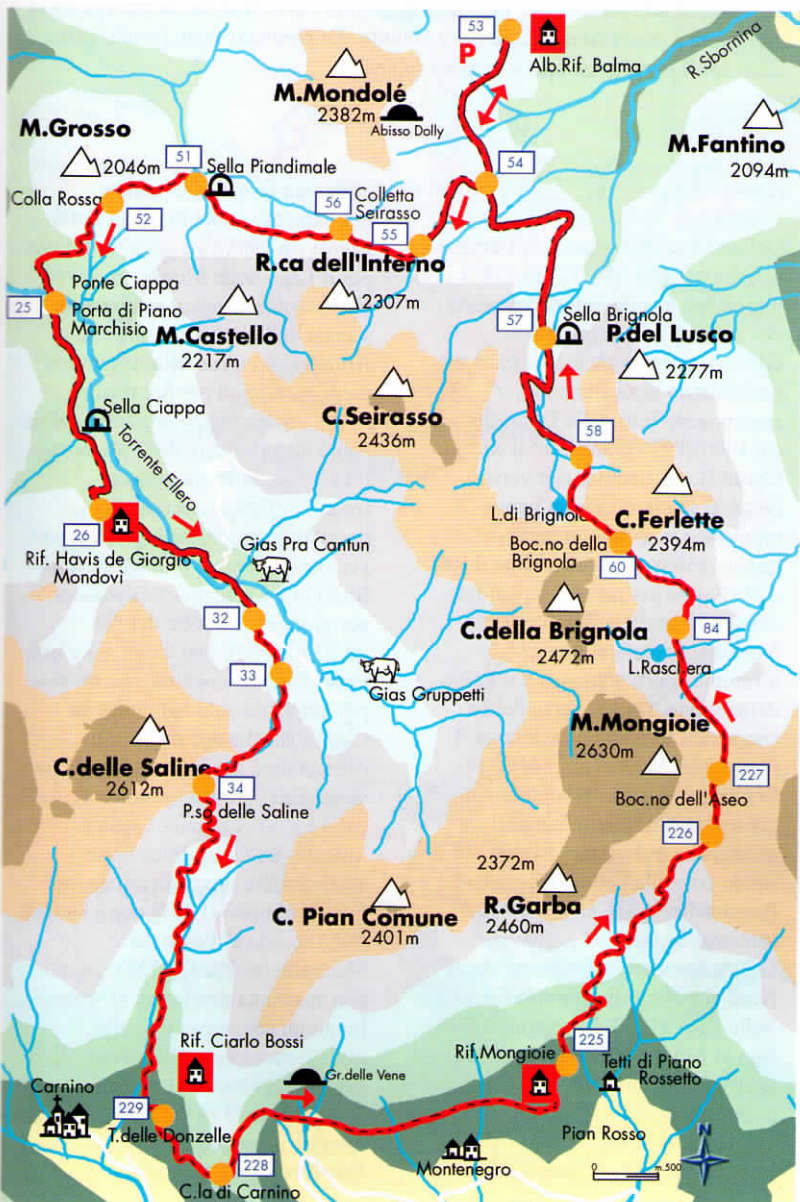 53
P
Alb.Rif. Balma
R.Sbornina
M.Mondolé
2382m
Abisso Dolly
M.Grosso
2046m
M.Fantino
2094m
51
Sella Piandimale
54
Colla Rossa
52
56
Colletta
Seirasso
55
R.ca dell'Inferno
2307m
25
Ponte Ciappa
Porta di Piano
Marchisio
M.Castello
2217m
57
Sella Brignola
P.del Lusco
2277m
C.Seirasso
2436m
Sella Ciappa
Torrente Ellero
58
L.di Brignola
C.Ferlette
2394m
26
Rif. Havis de Giorgio
Mondovì
Gias Pra Cantun
Boc.no della
Brignola
60
32
C.della Brignola
2472m
84
L.Raschera
33
Gias Gruppetti
M.Mongioie
2630m
C.delle Saline
2612m
34
P.so delle Saline
227
Boc.no dell'Aseo
226
2372m
C. Pian Comune
2401m
R.Garba
2460m
Rif. Ciarlo Bossi
225
Rif.Mongioie
Gr.delle Vene
Tetti di Piano
Rossetto
Carnino
229
T.delle Donzelle
Pian Rosso
Montenegro
228
C.la di Carnino
N
0 m.500